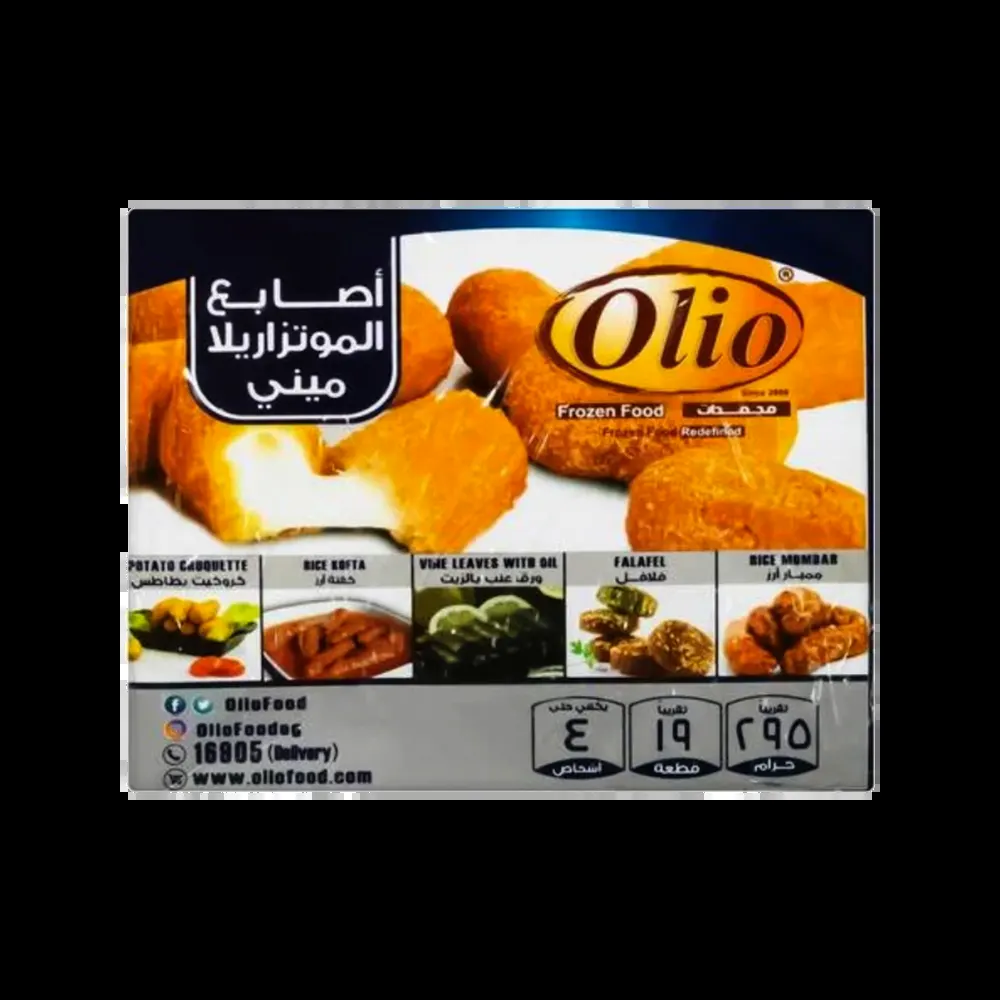 أصابع
الموتزاريلا
ميني
Olio®
Since 2000
Frozen Food مجمدات
Frozen Food Redefined
POTATO CROQUETTE
كروكيت بطاطس
RICE KOFTA
كفتة أرز
VINE LEAVES WITH OIL
ورق عنب بالزيت
FALAFEL
فلافل
RICE MOMBAR
ممبار أرز
OlioFood
OlioFoodeg
16805 (Delivery)
www.oliofood.com
يكفي حتى
٤
أشخاص
تقريباً
١٩
قطعة
تقريباً
٢٩٥
جرام